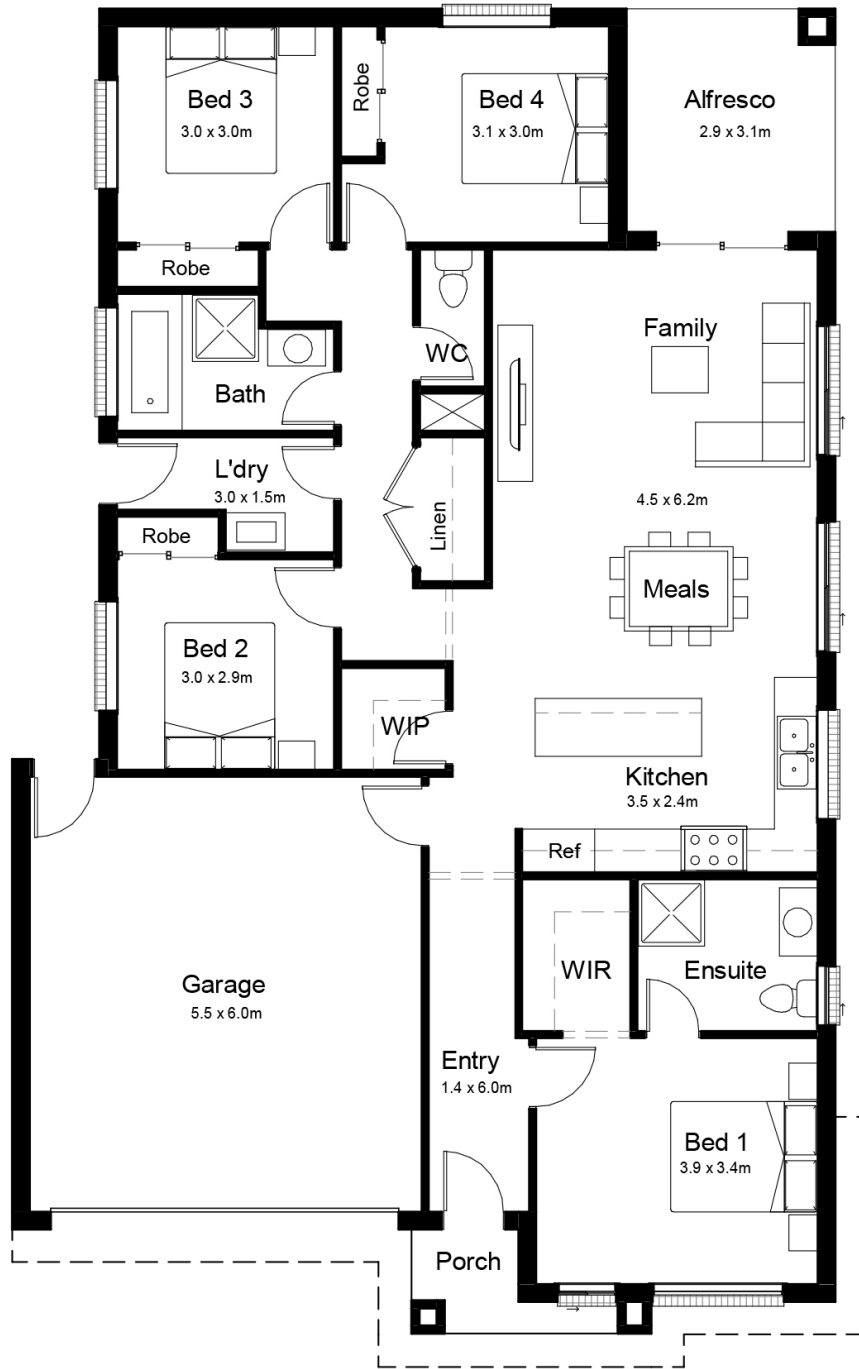 Bed 3
3.0 x 3.0m
Robe
Bed 4
3.1 x 3.0m
Alfresco
2.9 x 3.1m
Robe
WC
Family
Bath
L'dry
3.0 x 1.5m
4.5 x 6.2m
Linen
Robe
Meals
Bed 2
3.0 x 2.9m
WIP
Kitchen
3.5 x 2.4m
Ref
Garage
5.5 x 6.0m
WIR
Ensuite
Entry
1.4 x 6.0m
Bed 1
3.9 x 3.4m
Porch